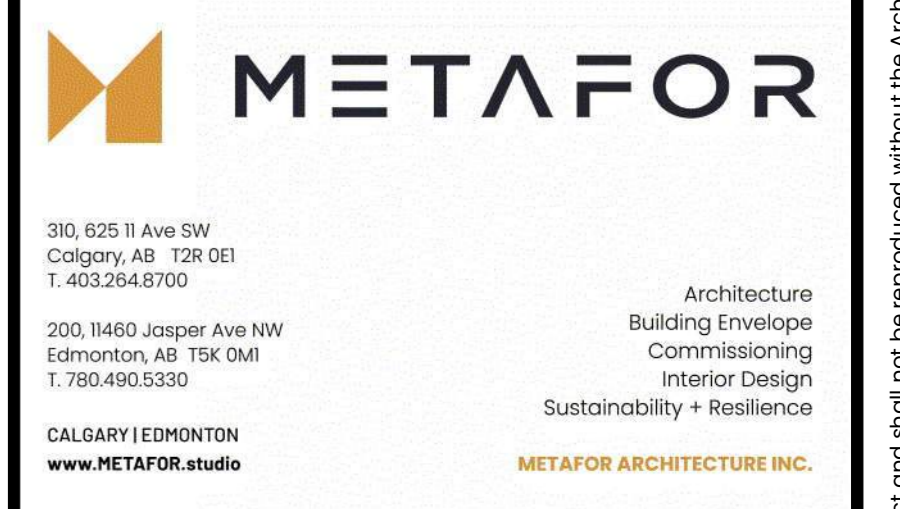 METAFOR
310, 625 11 Ave SW
Calgary, AB T2R 0E1
T. 403.264.8700
200, 11460 Jasper Ave NW
Edmonton, AB T5K 0M1
T. 780.490.5330
CALGARY | EDMONTON
www.METAFOR.studio
Architecture
Building Envelope
Commissioning
Interior Design
Sustainability + Resilience
METAFOR ARCHITECTURE INC.
and shall not be reproduced without the